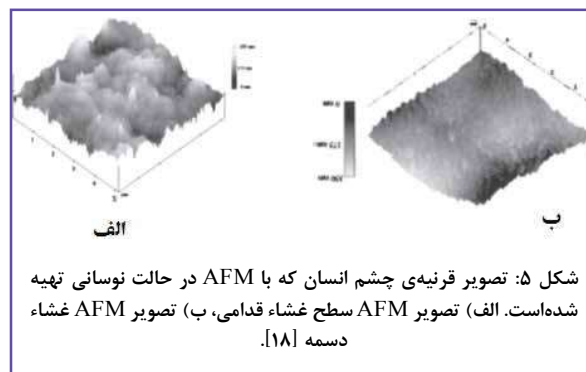 الف
ب
شکل ۵: تصویر قرنیه‌ی چشم انسان که با AFM در حالت نوسانی تهیه
شده‌است. الف) تصویر AFM سطح غشاء قدامی، ب) تصویر AFM غشاء
دسمه [۱۸].